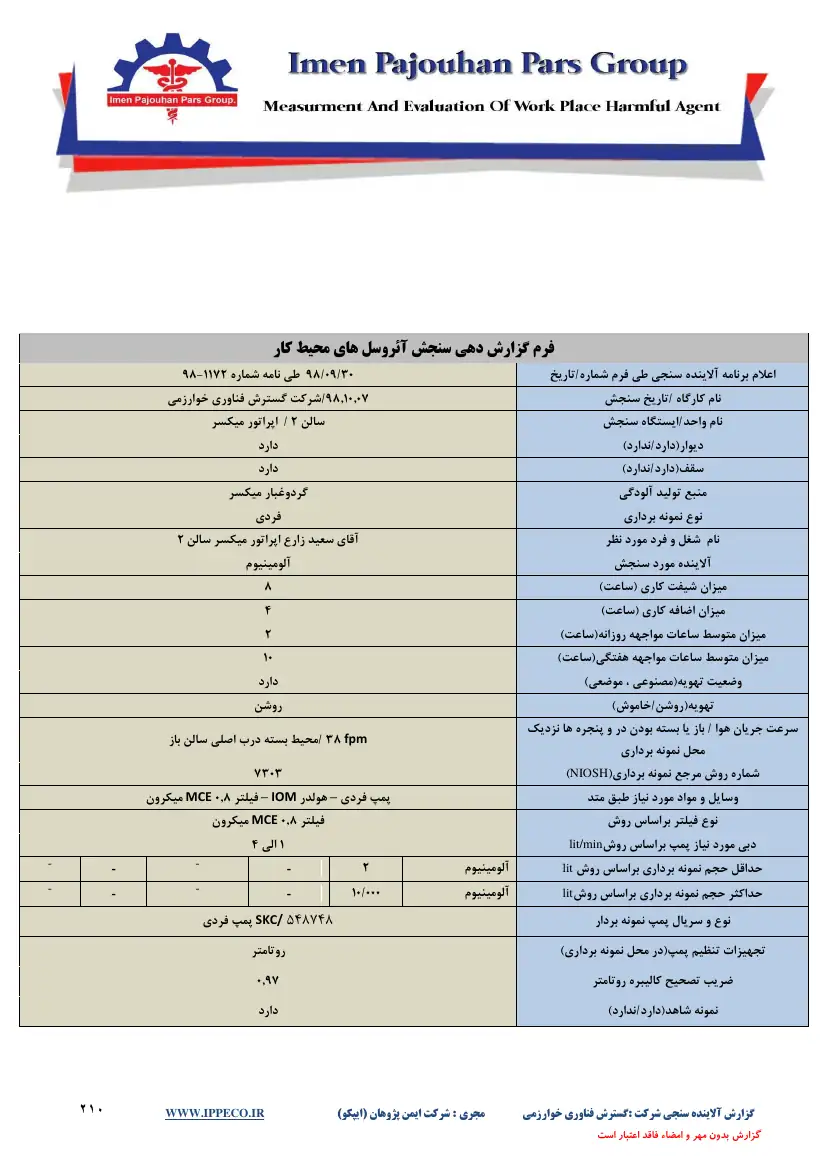 Imen Pajouhan Pars Group
Imen Pajouhan Pars Group.
Measurment And Evaluation Of Work Place Harmful Agent
فرم گزارش دهی سنجش آئروسل های محیط کار
اعلام برنامه آلاینده سنجی طی فرم شماره/تاریخ ۹۸/۰۹/۳۰ طی نامه شماره ۱۱۷۲-۹۸
نام کارگاه /تاریخ سنجش ۹۸,۱۰,۰۷/شرکت گسترش فناوری خوارزمی
نام واحد/ایستگاه سنجش سالن ۲ / اپراتور میکسر
دیوار(دارد/ندارد) دارد
سقف(دارد/ندارد) دارد
منبع تولید آلودگی گردوغبار میکسر
نوع نمونه برداری فردی
نام شغل و فرد مورد نظر آقای سعید زارع اپراتور میکسر سالن ۲
آلاینده مورد سنجش آلومینیوم
میزان شیفت کاری (ساعت) ۸
میزان اضافه کاری (ساعت) ۴
میزان متوسط ساعات مواجهه روزانه(ساعت) ۲
میزان متوسط ساعات مواجهه هفتگی(ساعت) ۱۰
وضعیت تهویه(مصنوعی ، موضعی) دارد
تهویه(روشن/خاموش) روشن
سرعت جریان هوا / باز یا بسته بودن در و پنجره ها نزدیک
محل نمونه برداری ۳۸ fpm /محیط بسته درب اصلی سالن باز
شماره روش مرجع نمونه برداری(NIOSH) ۷۳۰۳
وسایل و مواد مورد نیاز طبق متد پمپ فردی – هولدر IOM – فیلتر MCE ۰,۸ میکرون
نوع فیلتر براساس روش فیلتر MCE ۰,۸ میکرون
دبی مورد نیاز پمپ براساس روش lit/min ۱ الی ۴
حداقل حجم نمونه برداری براساس روش lit آلومینیوم ۲ - - - -
حداکثر حجم نمونه برداری براساس روش lit آلومینیوم ۱۰/۰۰۰ - - - -
نوع و سریال پمپ نمونه بردار SKC/ ۵۴۸۷۴۸ پمپ فردی
تجهیزات تنظیم پمپ(در محل نمونه برداری) روتامتر
ضریب تصحیح کالیبره روتامتر ۰,۹۷
نمونه شاهد(دارد/ندارد) دارد
گزارش آلاینده سنجی شرکت :گسترش فناوری خوارزمی مجری : شرکت ایمن پژوهان (ایپکو) WWW.IPPECO.IR ۲۱۰
گزارش بدون مهر و امضاء فاقد اعتبار است